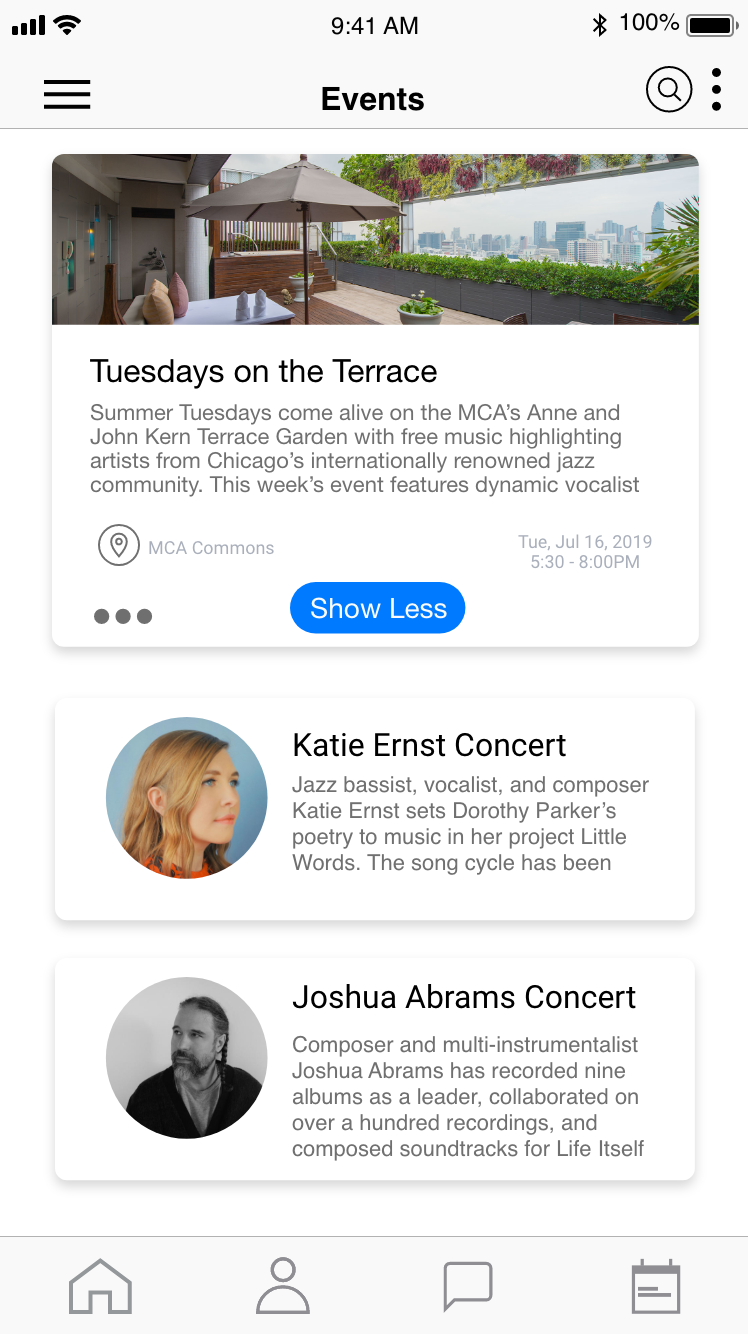 9:41 AM
100%
Events
Tuesdays on the Terrace
Summer Tuesdays come alive on the MCA’s Anne and
John Kern Terrace Garden with free music highlighting
artists from Chicago’s internationally renowned jazz
community. This week’s event features dynamic vocalist
MCA Commons
Tue, Jul 16, 2019
5:30 - 8:00PM
Show Less
Katie Ernst Concert
Jazz bassist, vocalist, and composer
Katie Ernst sets Dorothy Parker’s
poetry to music in her project Little
Words. The song cycle has been
Joshua Abrams Concert
Composer and multi-instrumentalist
Joshua Abrams has recorded nine
albums as a leader, collaborated on
over a hundred recordings, and
composed soundtracks for Life Itself